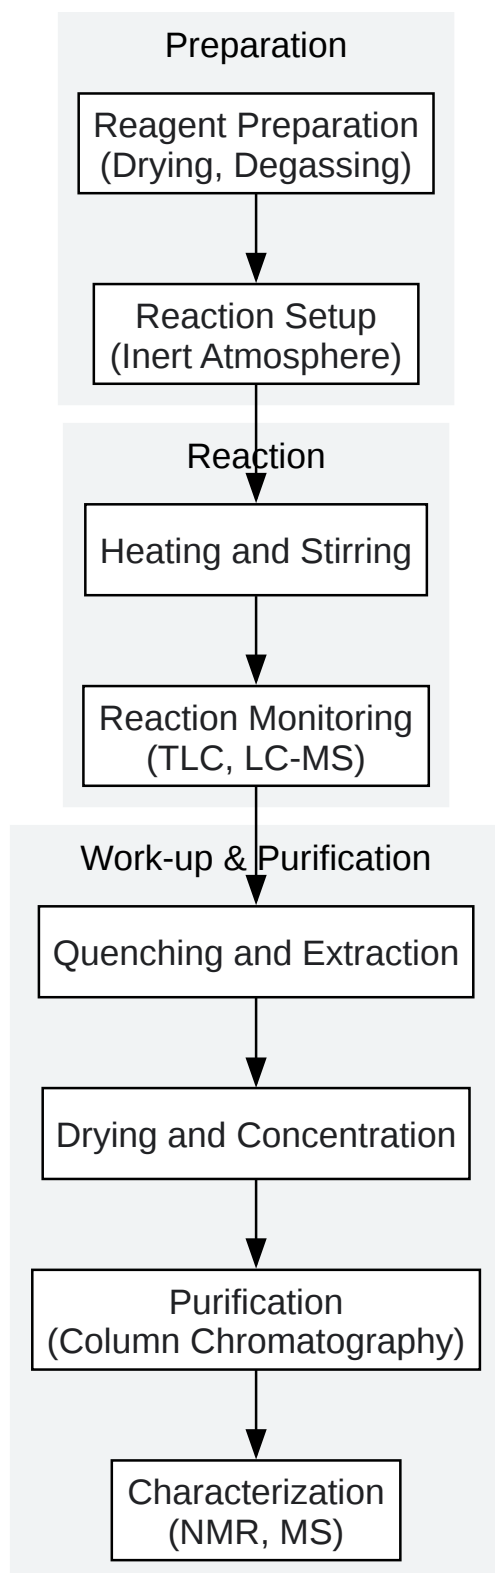 Preparation
Reagent Preparation
(Drying, Degassing)
Reaction Setup
(Inert Atmosphere)
Reaction
Heating and Stirring
Reaction Monitoring
(TLC, LC-MS)
Work-up & Purification
Quenching and Extraction
Drying and Concentration
Purification
(Column Chromatography)
Characterization
(NMR, MS)